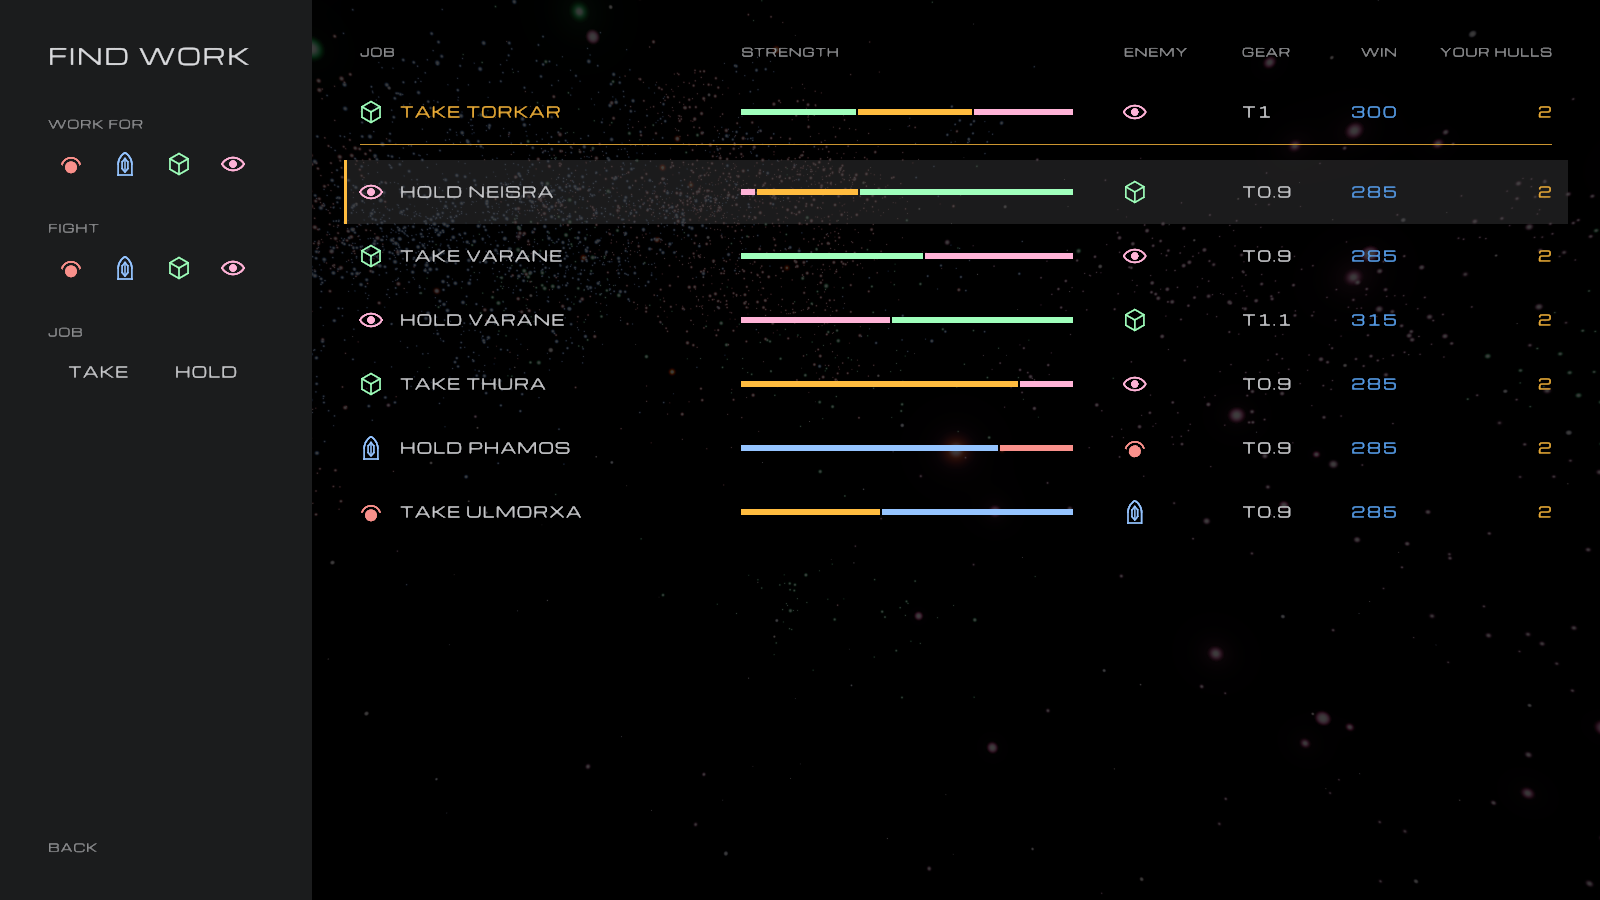 FIND WORK
WORK FOR
FIGHT
JOB
TAKE HOLD
BACK
JOB STRENGTH ENEMY GEAR WIN YOUR HULLS
TAKE TORKAR T1 300 2
HOLD NEISRA T0.9 285 2
TAKE VARANE T0.9 285 2
HOLD VARANE T1.1 315 2
TAKE THURA T0.9 285 2
HOLD PHAMOS T0.9 285 2
TAKE ULMORXA T0.9 285 2